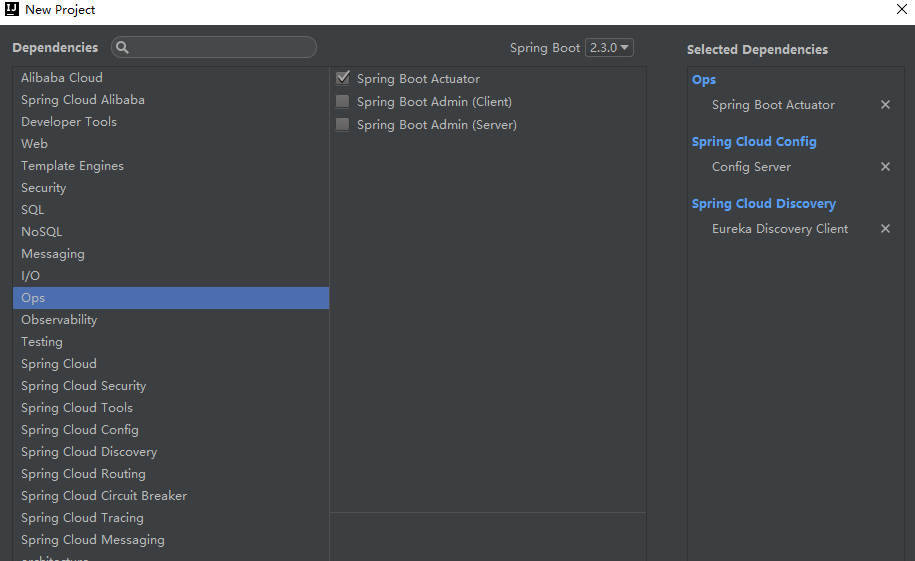 New Project
Dependencies
Spring Boot 2.3.0
Selected Dependencies
Alibaba Cloud
Spring Cloud Alibaba
Developer Tools
Web
Template Engines
Security
SQL
NoSQL
Messaging
I/O
Ops
Observability
Testing
Spring Cloud
Spring Cloud Security
Spring Cloud Tools
Spring Cloud Config
Spring Cloud Discovery
Spring Cloud Routing
Spring Cloud Circuit Breaker
Spring Cloud Tracing
Spring Cloud Messaging
architecture
Spring Boot Actuator
Spring Boot Admin (Client)
Spring Boot Admin (Server)
Ops
Spring Boot Actuator
Spring Cloud Config
Config Server
Spring Cloud Discovery
Eureka Discovery Client